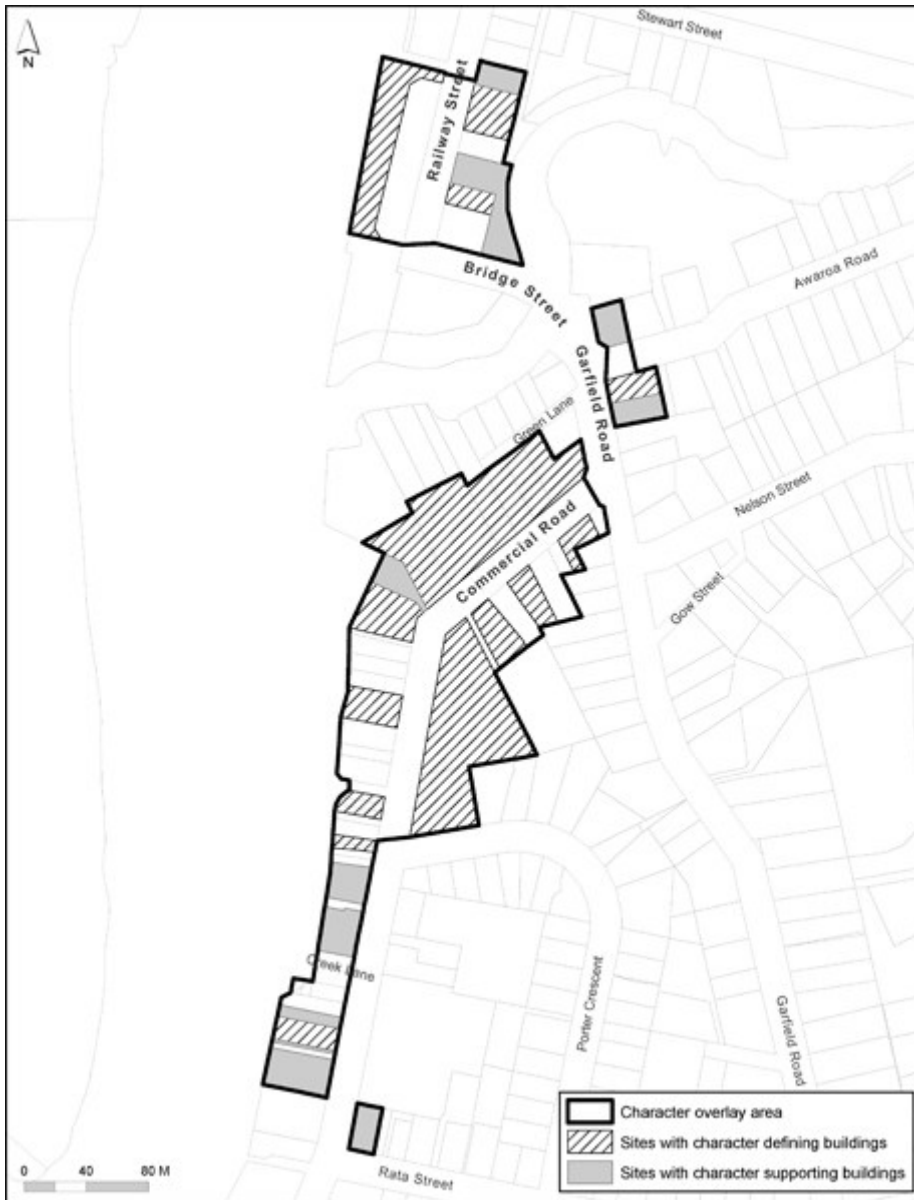 Stewart Street
N
Railway Street
Bridge Street
Awaroa Road
Garfield Road
Green Lane
Nelson Street
Commercial Road
Gow Street
Creek Lane
Porter Crescent
Garfield Road
Rata Street
Character overlay area
Sites with character defining buildings
Sites with character supporting buildings
0 40 80 M